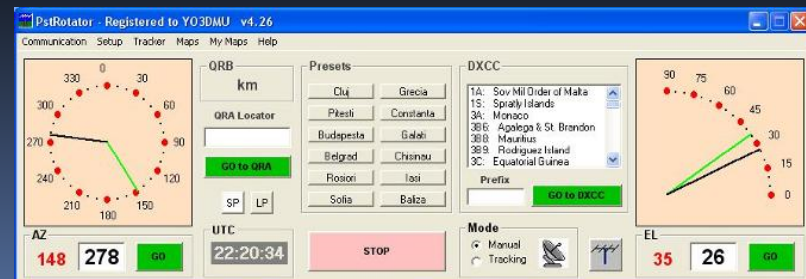 PstRotator - Registered to YO3DMU v4.26
Communication Setup Tracker Maps My Maps Help
0
30
60
90
120
150
180
210
240
270
300
330
AZ
148 278 GO
QRB
km
QRA Locator
GO to QRA
SP LP
UTC
22:20:34
Presets
Cluj Grecia
Pitesti Constanta
Budapesta Galati
Belgrad Chisinau
Rosiori Iasi
Sofia Baliza
STOP
DXCC
1A: Sov Mil Order of Malta
1S: Spratly Islands
3A: Monaco
3B6: Agalega & St. Brandon
3B8: Mauritius
3B9: Rodriguez Island
3C: Equatorial Guinea
Prefix
GO to DXCC
Mode
Manual
Tracking
90
75
60
45
30
15
0
EL
35 26 GO